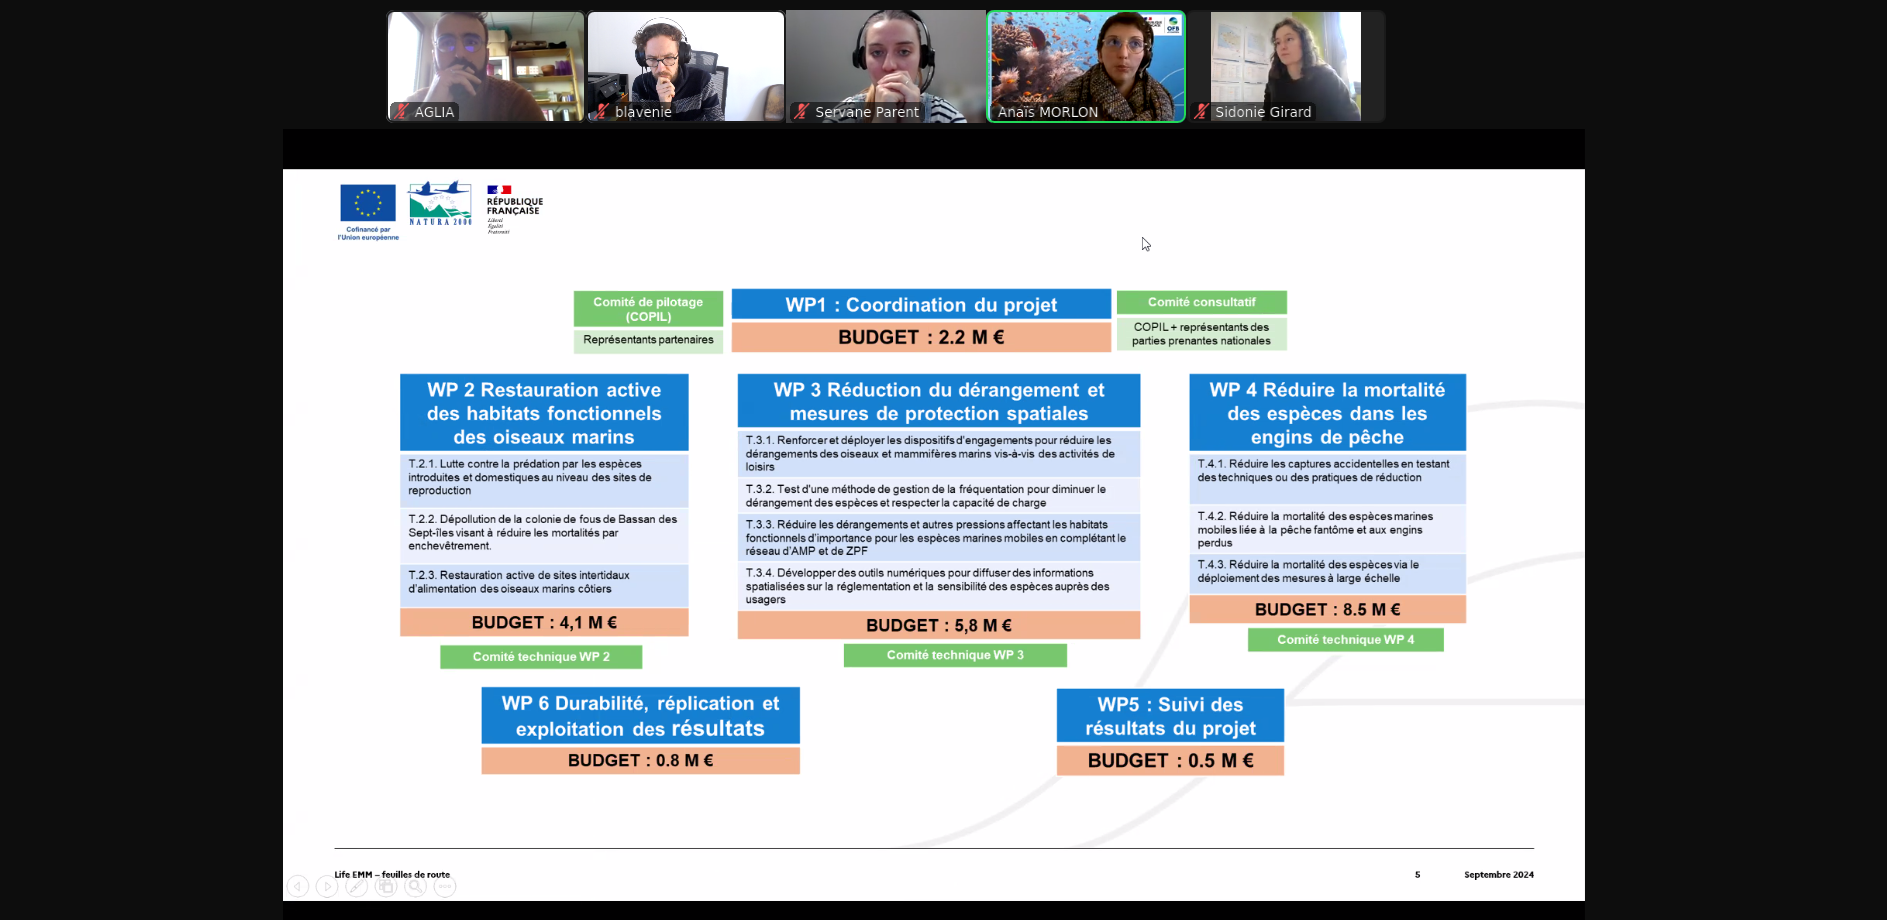 OFB
AGLIA
blavenie
Servane Parent
Anaïs MORLON
Sidonie Girard
Cofinancé par
l'Union européenne
NATURA 2000
RÉPUBLIQUE
FRANÇAISE
Liberté
Égalité
Fraternité
Comité de pilotage
(COPIL)
Représentants partenaires
WP1 : Coordination du projet
BUDGET : 2.2 M €
Comité consultatif
COPIL + représentants des
parties prenantes nationales
WP 2 Restauration active
des habitats fonctionnels
des oiseaux marins
T.2.1. Lutte contre la prédation par les espèces
introduites et domestiques au niveau des sites de
reproduction
T.2.2. Dépollution de la colonie de fous de Bassan des
Sept-îles visant à réduire les mortalités par
enchevêtrement.
T.2.3. Restauration active de sites intertidaux
d'alimentation des oiseaux marins côtiers
BUDGET : 4,1 M €
Comité technique WP 2
WP 3 Réduction du dérangement et
mesures de protection spatiales
T.3.1. Renforcer et déployer les dispositifs d'engagements pour réduire les
dérangements des oiseaux et mammifères marins vis-à-vis des activités de
loisirs
T.3.2. Test d'une méthode de gestion de la fréquentation pour diminuer le
dérangement des espèces et respecter la capacité de charge
T.3.3. Réduire les dérangements et autres pressions affectant les habitats
fonctionnels d'importance pour les espèces marines mobiles en complétant le
réseau d'AMP et de ZPF
T.3.4. Développer des outils numériques pour diffuser des informations
spatialisées sur la réglementation et la sensibilité des espèces auprès des
usagers
BUDGET : 5,8 M €
Comité technique WP 3
WP 4 Réduire la mortalité
des espèces dans les
engins de pêche
T.4.1. Réduire les captures accidentelles en testant
des techniques ou des pratiques de réduction
T.4.2. Réduire la mortalité des espèces marines
mobiles liée à la pêche fantôme et aux engins
perdus
T.4.3. Réduire la mortalité des espèces via le
déploiement des mesures à large échelle
BUDGET : 8.5 M €
Comité technique WP 4
WP 6 Durabilité, réplication et
exploitation des résultats
BUDGET : 0.8 M €
WP5 : Suivi des
résultats du projet
BUDGET : 0.5 M €
Life EMM – feuilles de route
5
Septembre 2024